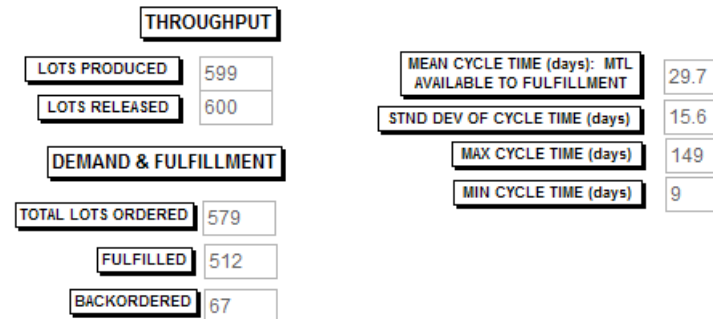 THROUGHPUT
LOTS PRODUCED 599
LOTS RELEASED 600
DEMAND & FULFILLMENT
TOTAL LOTS ORDERED 579
FULFILLED 512
BACKORDERED 67
MEAN CYCLE TIME (days): MTL
AVAILABLE TO FULFILLMENT 29.7
STND DEV OF CYCLE TIME (days) 15.6
MAX CYCLE TIME (days) 149
MIN CYCLE TIME (days) 9